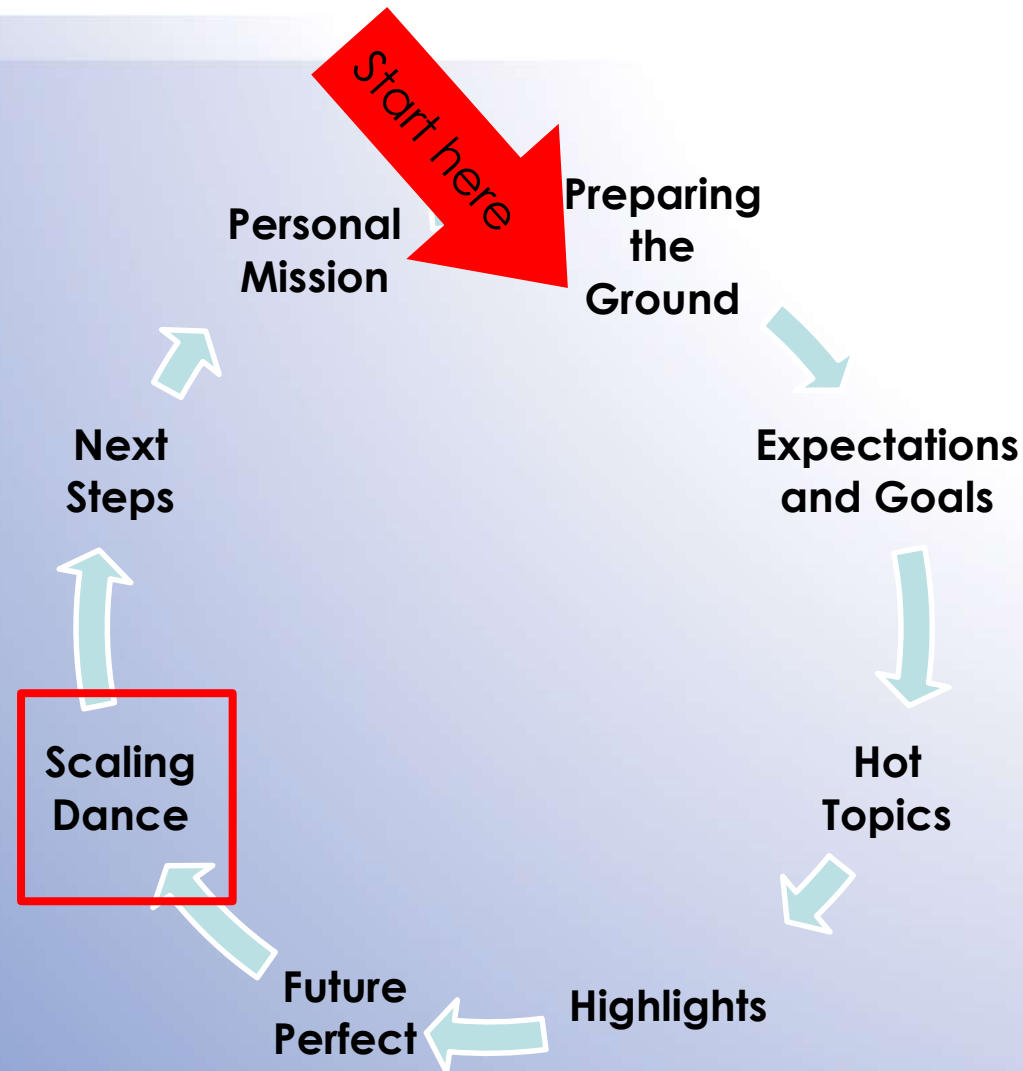 Start here
Preparing
the
Ground
Expectations
and Goals
Hot
Topics
Highlights
Future
Perfect
Scaling
Dance
Next
Steps
Personal
Mission